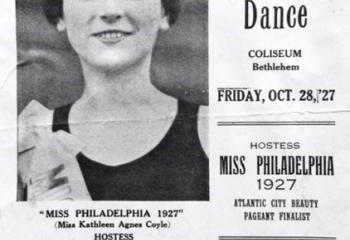 Dance
COLISEUM
Bethlehem
FRIDAY, OCT. 28, '27
HOSTESS
MISS PHILADELPHIA
1927
ATLANTIC CITY BEAUTY
PAGEANT FINALIST
"MISS PHILADELPHIA 1927"
(Miss Kathleen Agnes Coyle)
HOSTESS